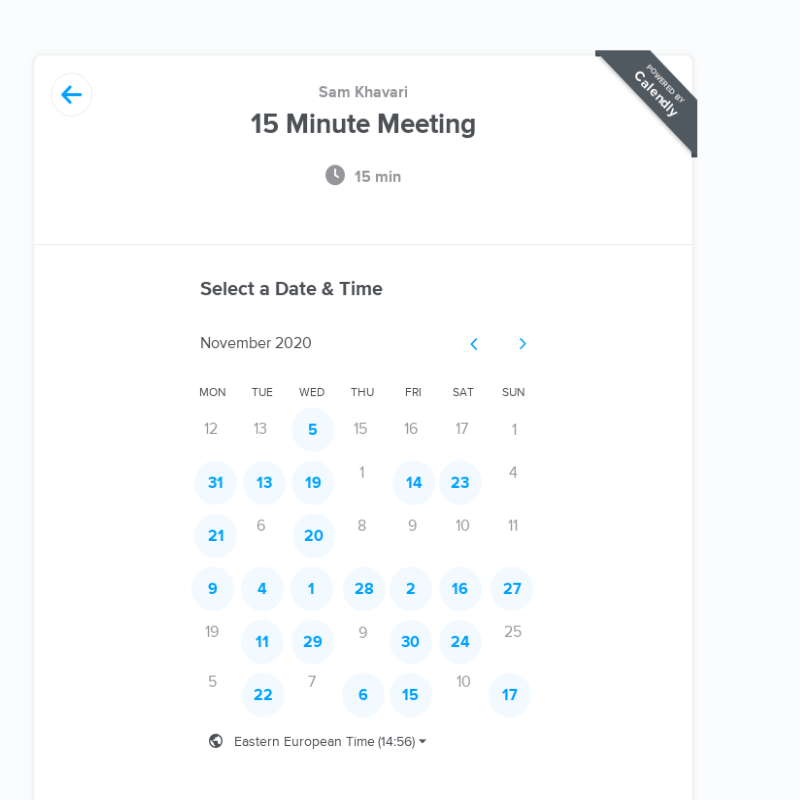 POWERED BY
Calendly
Sam Khavari
15 Minute Meeting
15 min
Select a Date & Time
November 2020
MON TUE WED THU FRI SAT SUN
12 13 5 15 16 17 1
31 13 19 1 14 23 4
21 6 20 8 9 10 11
9 4 1 28 2 16 27
19 11 29 9 30 24 25
5 22 7 6 15 10 17
Eastern European Time (14:56)